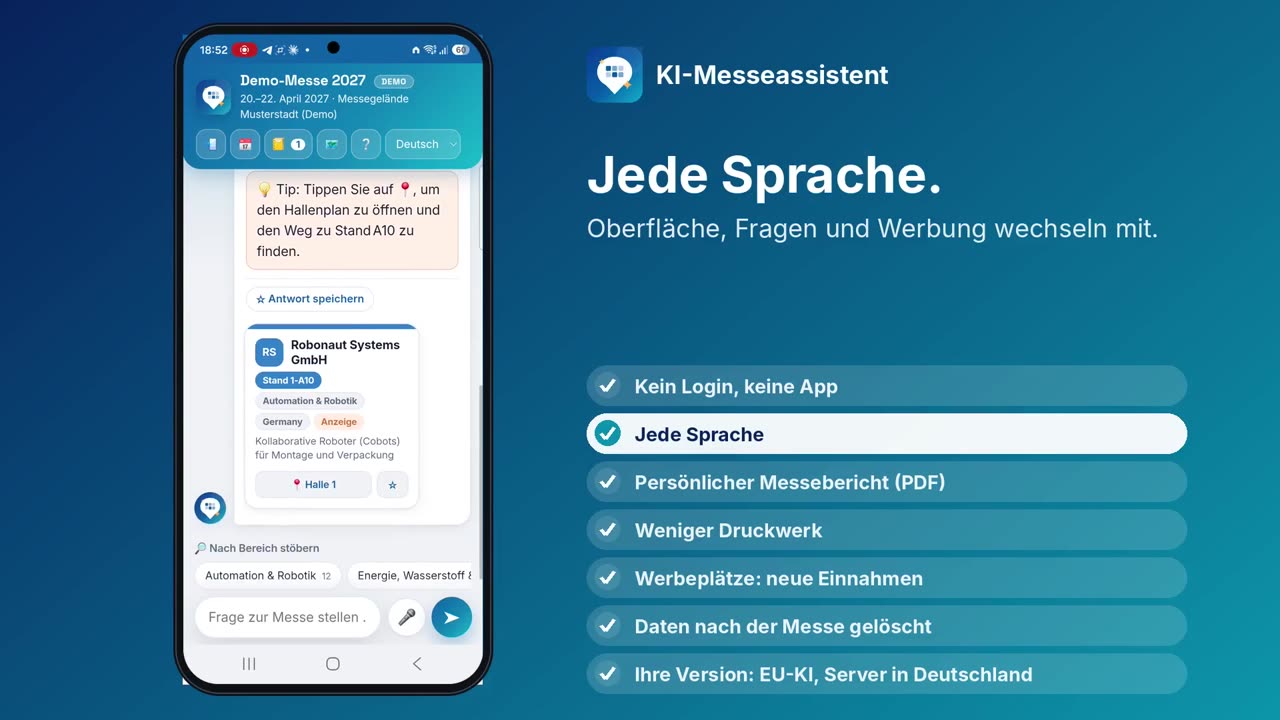 18:52
60
Demo-Messe 2027 DEMO
20.–22. April 2027 · Messegelände
Musterstadt (Demo)
1
Deutsch
💡 Tip: Tippen Sie auf 📍, um
den Hallenplan zu öffnen und
den Weg zu Stand A10 zu
finden.
☆ Antwort speichern
RS
Robonaut Systems
GmbH
Stand 1-A10
Automation & Robotik
Germany Anzeige
Kollaborative Roboter (Cobots)
für Montage und Verpackung
📍 Halle 1 ☆
🔎 Nach Bereich stöbern
Automation & Robotik 12 Energie, Wasserstoff &
Frage zur Messe stellen .
KI-Messeassistent
Jede Sprache.
Oberfläche, Fragen und Werbung wechseln mit.
Kein Login, keine App
Jede Sprache
Persönlicher Messebericht (PDF)
Weniger Druckwerk
Werbeplätze: neue Einnahmen
Daten nach der Messe gelöscht
Ihre Version: EU-KI, Server in Deutschland